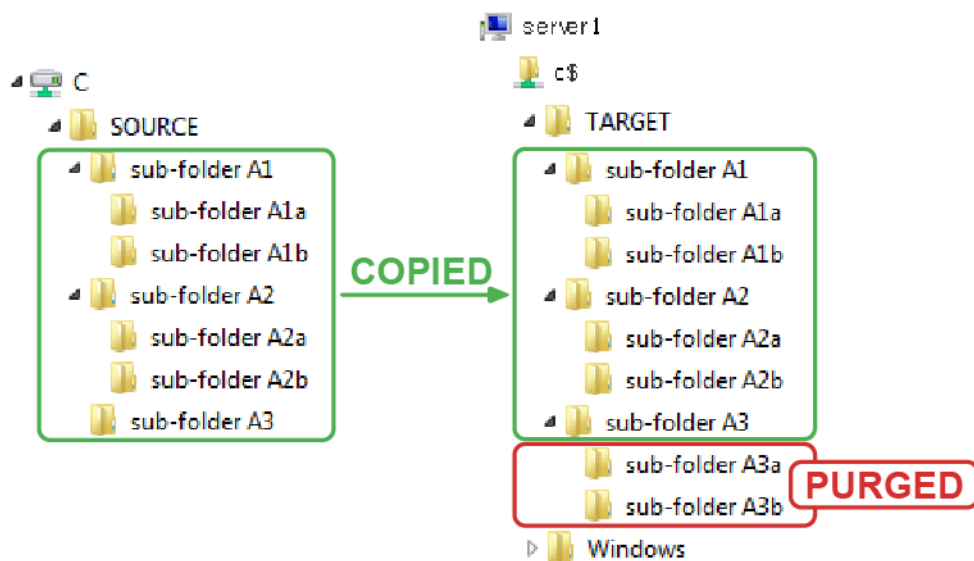 server1
C
c$
SOURCE
TARGET
sub-folder A1
sub-folder A1a
sub-folder A1b
sub-folder A2
sub-folder A2a
sub-folder A2b
sub-folder A3
COPIED
sub-folder A1
sub-folder A1a
sub-folder A1b
sub-folder A2
sub-folder A2a
sub-folder A2b
sub-folder A3
sub-folder A3a
sub-folder A3b
PURGED
Windows